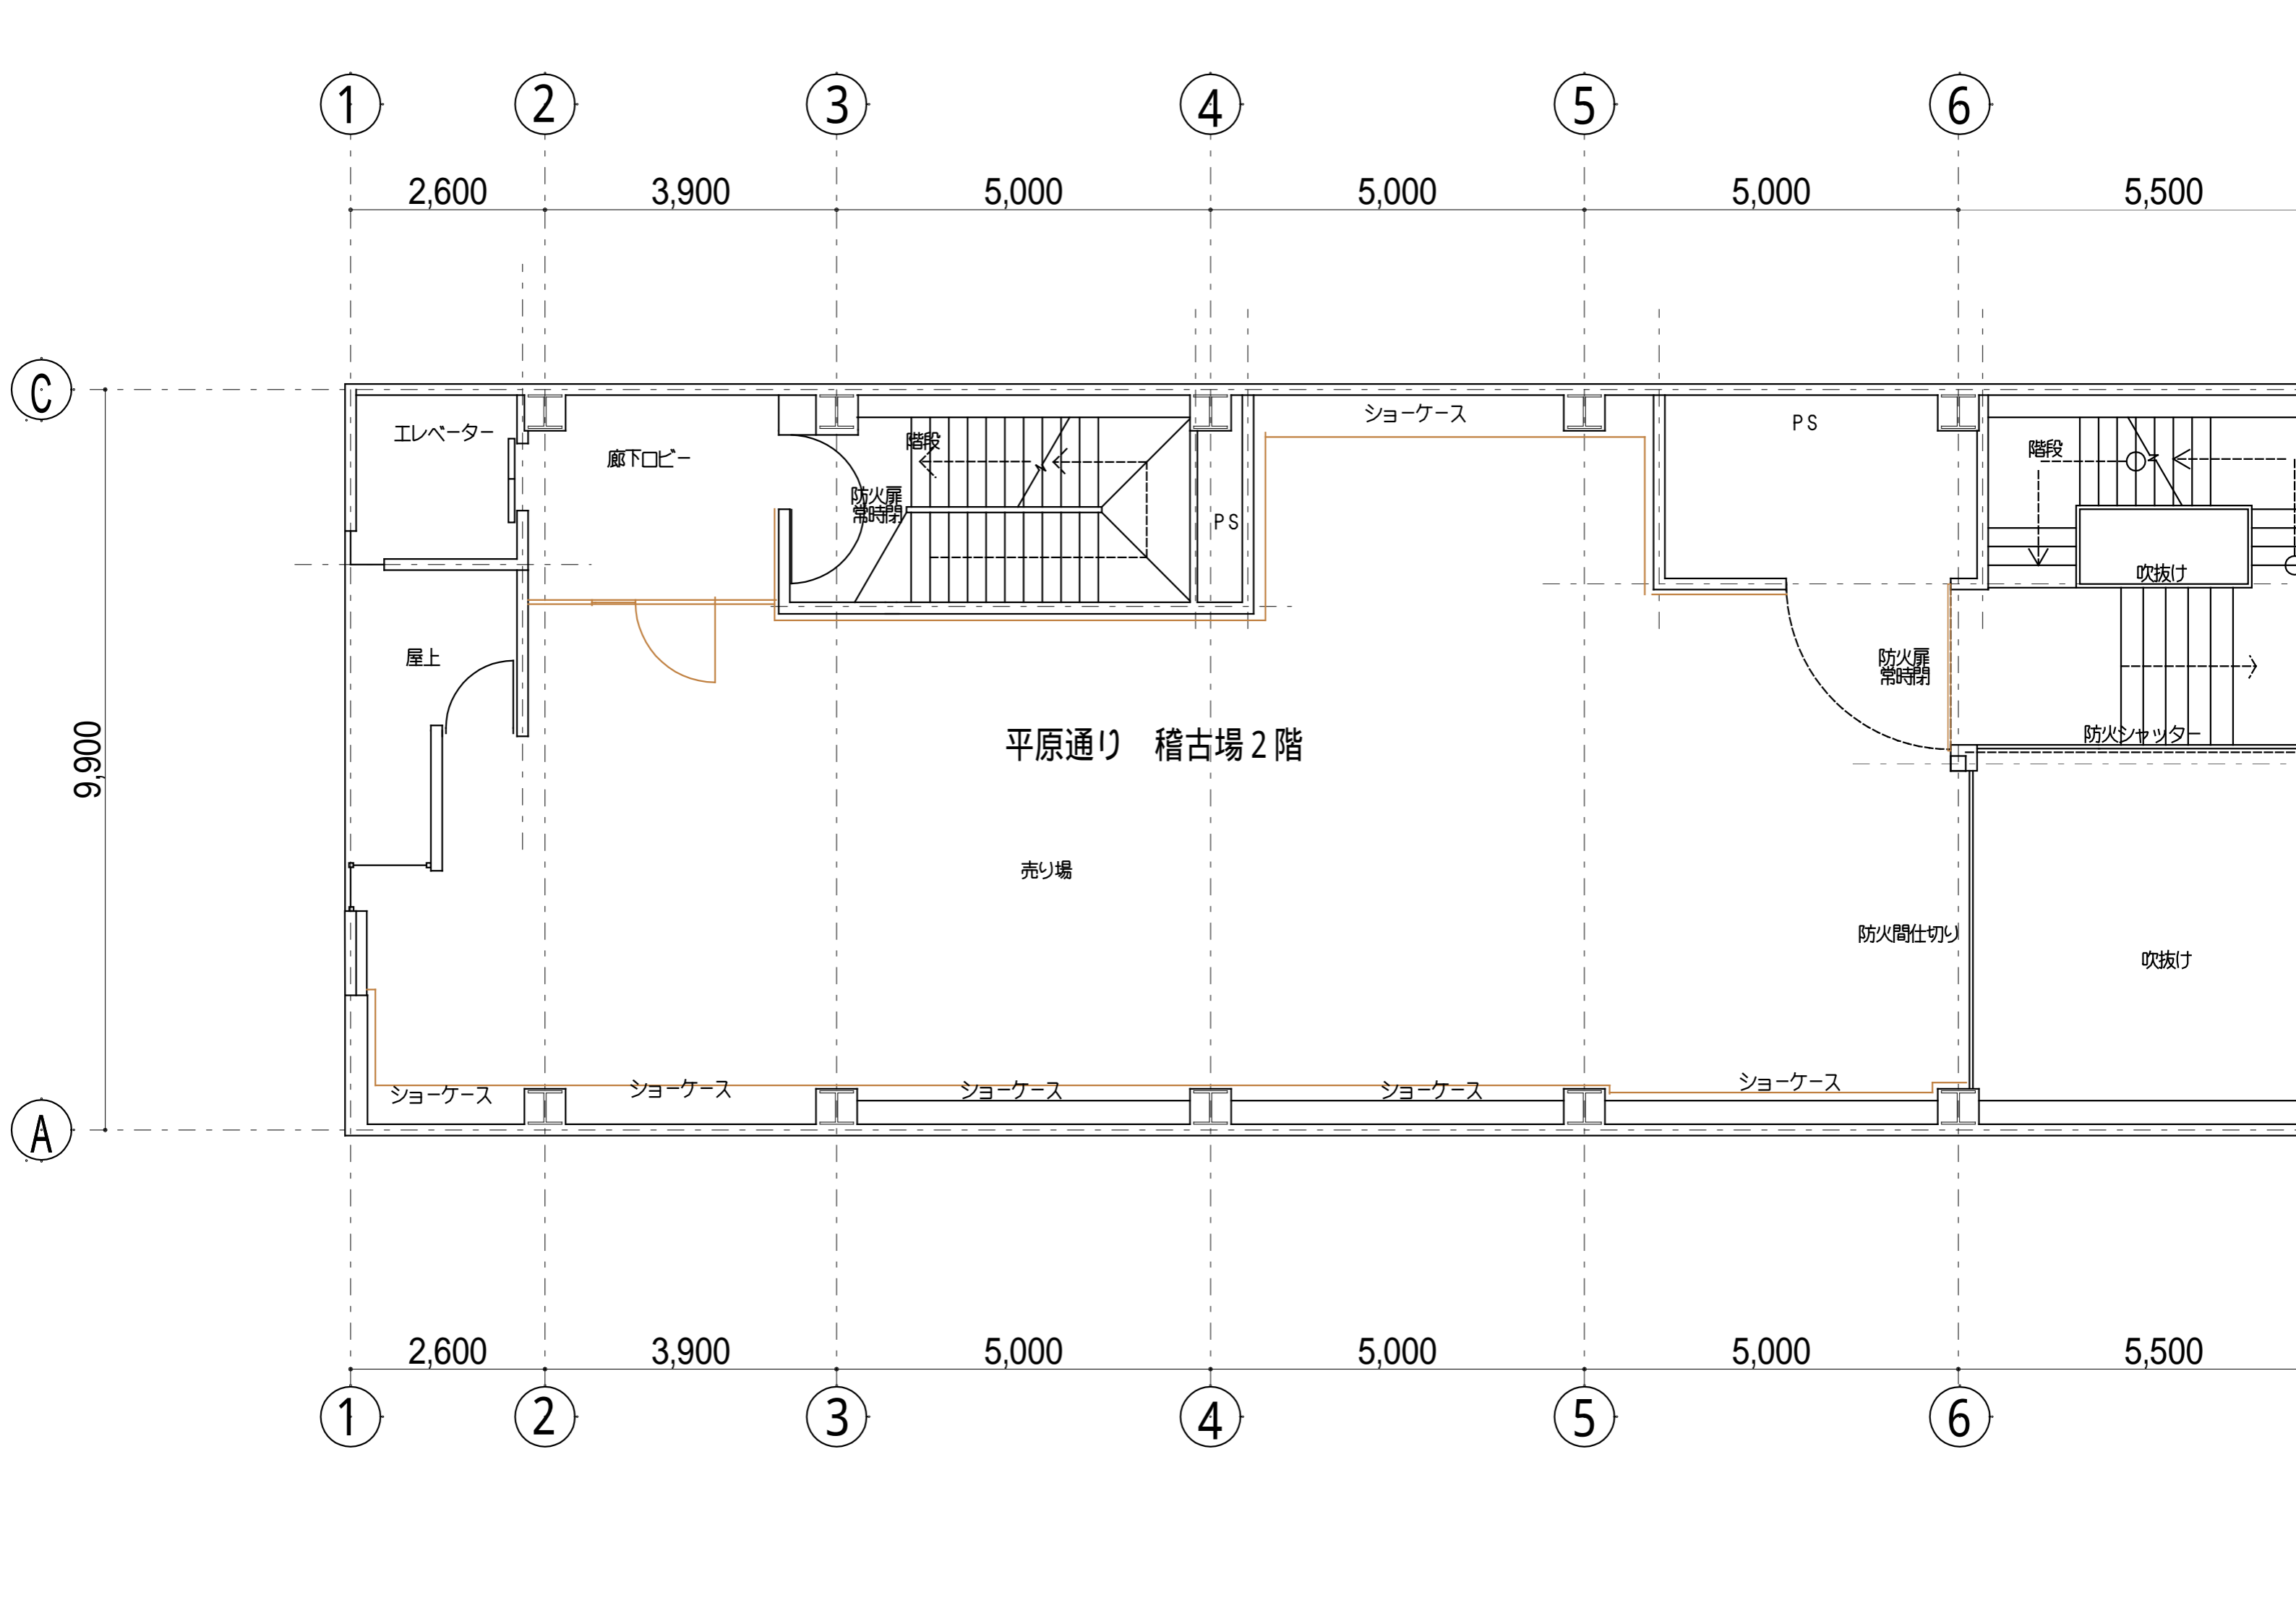 1 2 3 4 5 6
2,600 3,900 5,000 5,000 5,000 5,500
C
エレベーター
廊下ロビー
階段
ショーケース
PS
階段
防火扉
常時閉
PS
吹抜け
屋上
防火扉
常時閉
9,900
平原通り　稽古場2階
防火シャッター
売り場
防火間仕切り
吹抜け
ショーケース
ショーケース
ショーケース
ショーケース
ショーケース
A
2,600 3,900 5,000 5,000 5,000 5,500
1 2 3 4 5 6